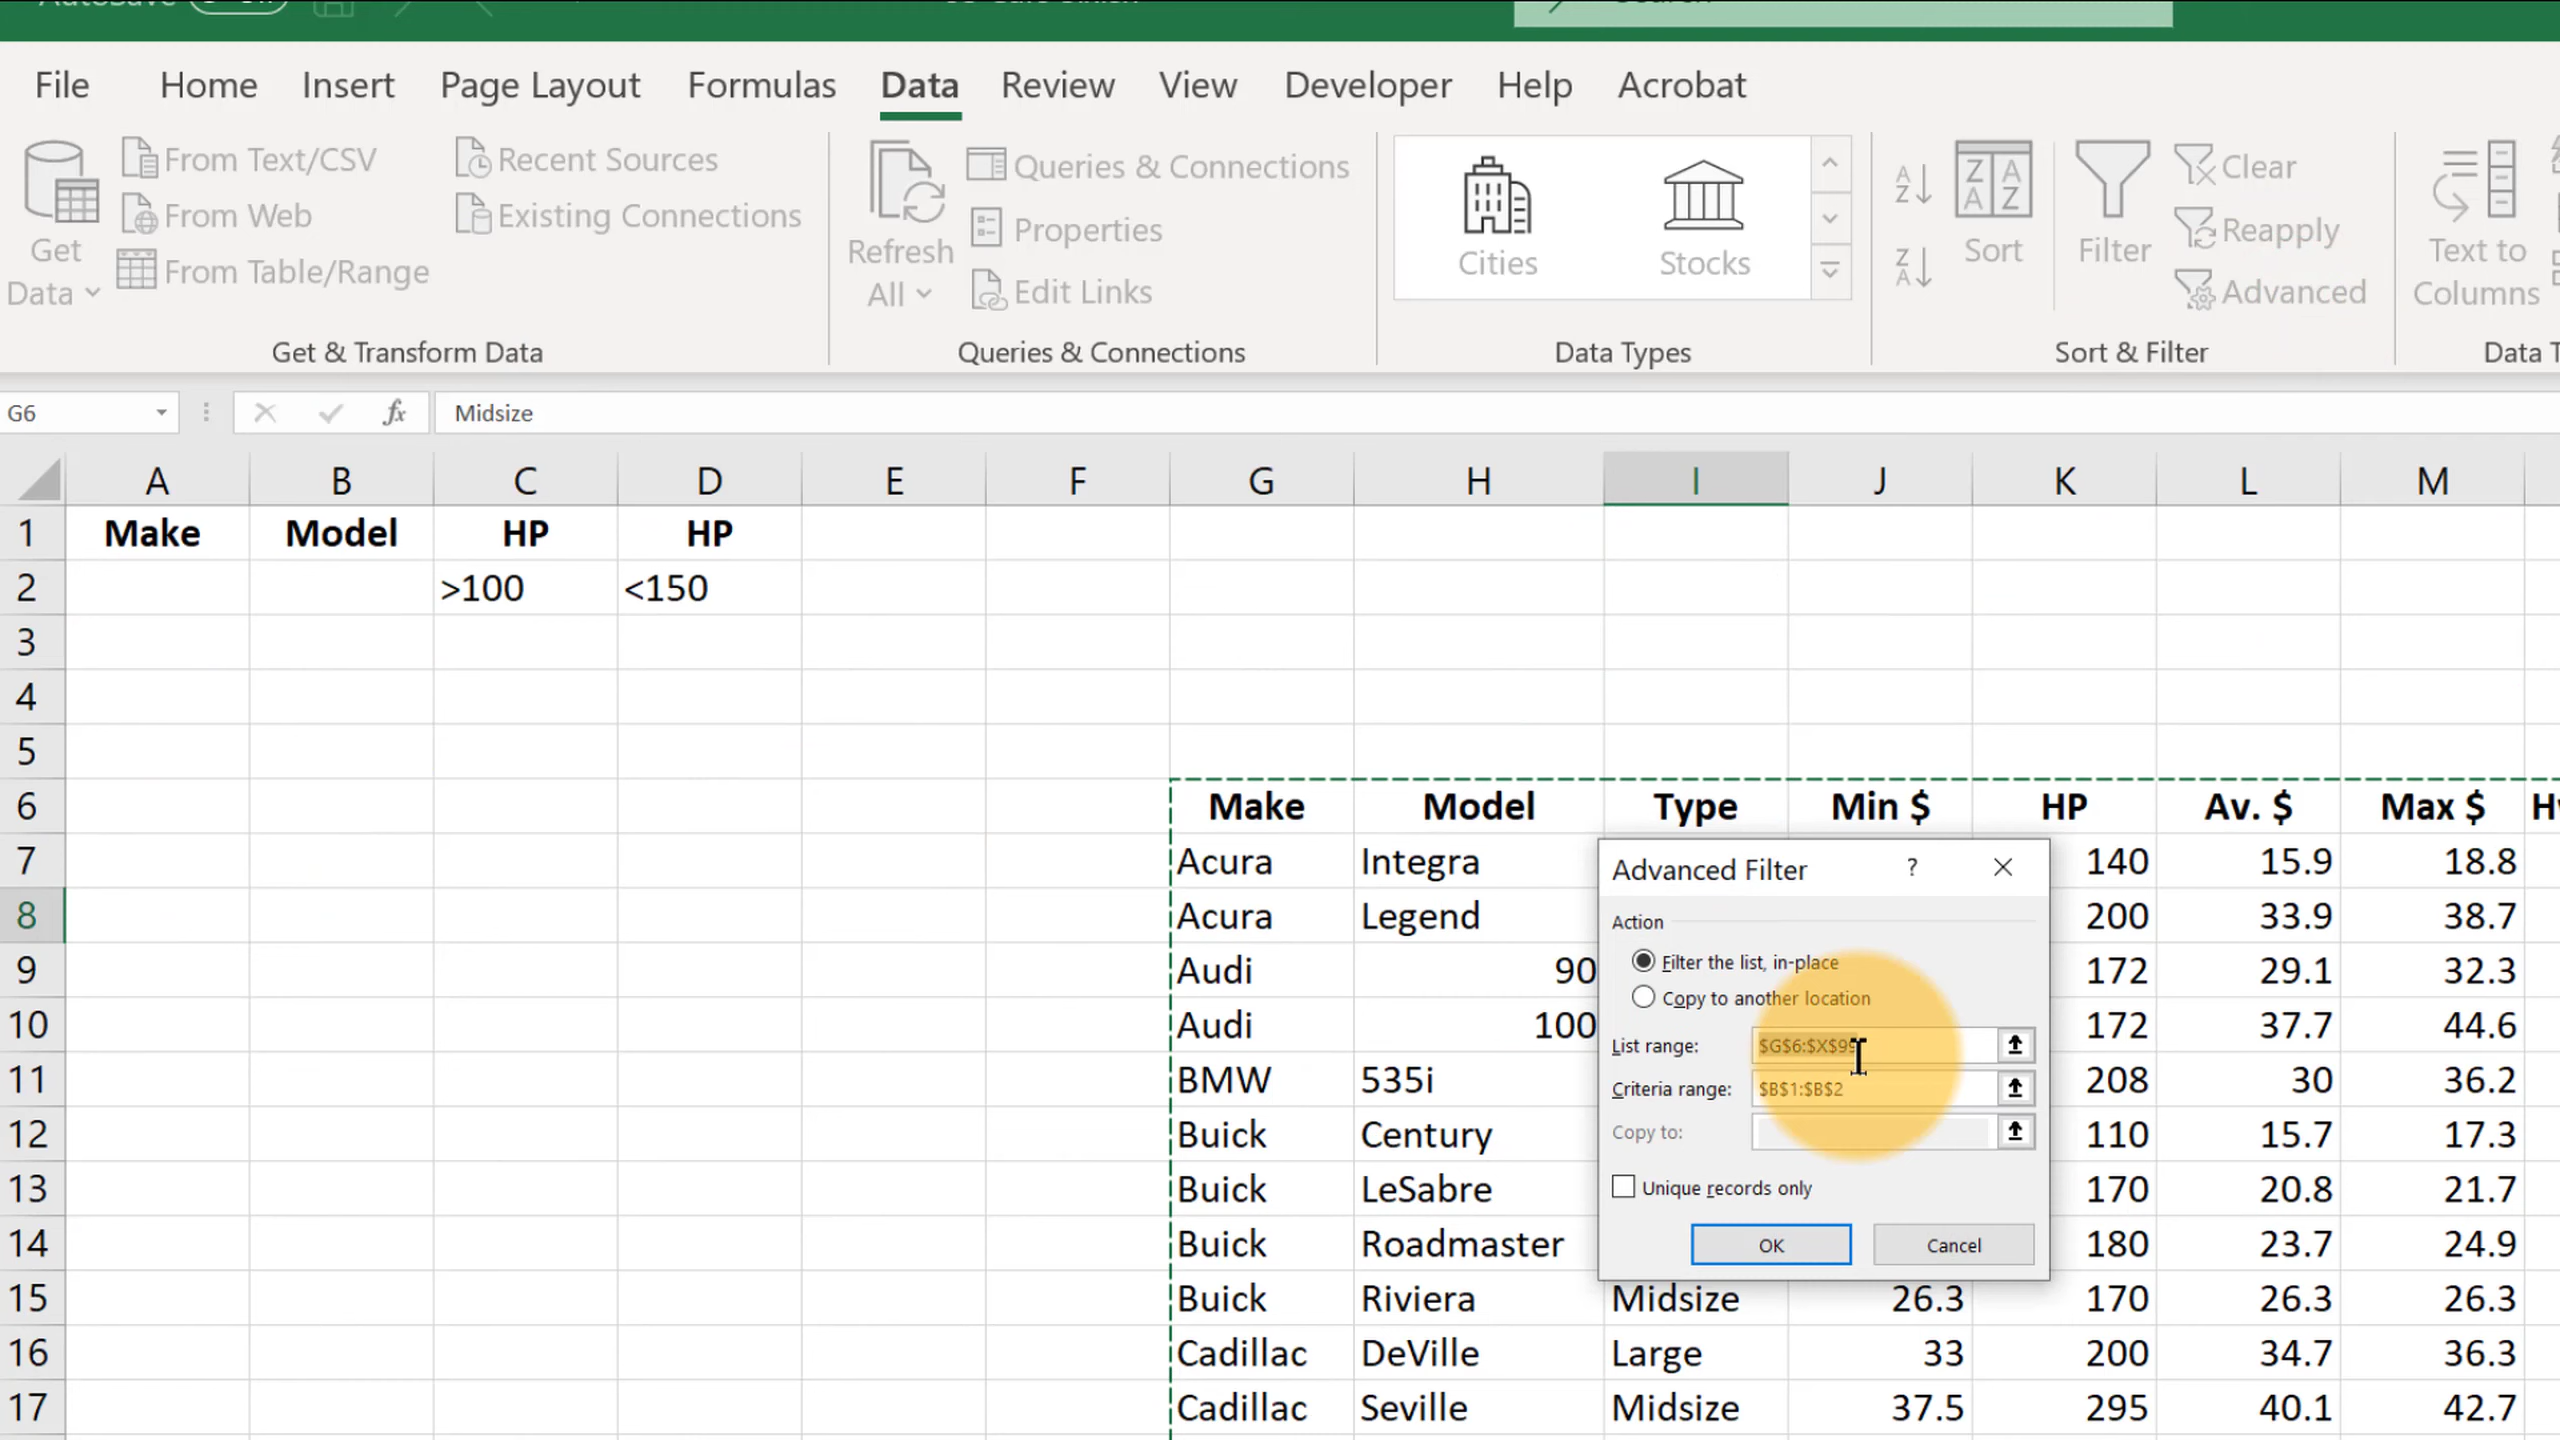 AutoSave
Search
File Home Insert Page Layout Formulas Data Review View Developer Help Acrobat
Get Data
From Text/CSV
From Web
From Table/Range
Recent Sources
Existing Connections
Get & Transform Data
Refresh All
Queries & Connections
Properties
Edit Links
Queries & Connections
Cities Stocks
Data Types
Sort
Filter
Clear
Reapply
Advanced
Sort & Filter
Text to Columns
Data
G6 fx Midsize
A B C D E F G H I J K L M
1 Make Model HP HP
2 >100 <150
3
4
5
6 Make Model Type Min $ HP Av. $ Max $
7 Acura Integra 140 15.9 18.8
8 Acura Legend 200 33.9 38.7
9 Audi 90 172 29.1 32.3
10 Audi 100 172 37.7 44.6
11 BMW 535i 208 30 36.2
12 Buick Century 110 15.7 17.3
13 Buick LeSabre 170 20.8 21.7
14 Buick Roadmaster 180 23.7 24.9
15 Buick Riviera Midsize 26.3 170 26.3 26.3
16 Cadillac DeVille Large 33 200 34.7 36.3
17 Cadillac Seville Midsize 37.5 295 40.1 42.7
Advanced Filter ?
Action
Filter the list, in-place
Copy to another location
List range: $G$6:$X$99
Criteria range: $B$1:$B$2
Copy to:
Unique records only
OK Cancel